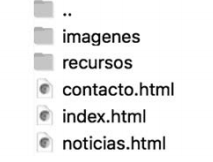 ..
imagenes
recursos
contacto.html
index.html
noticias.html